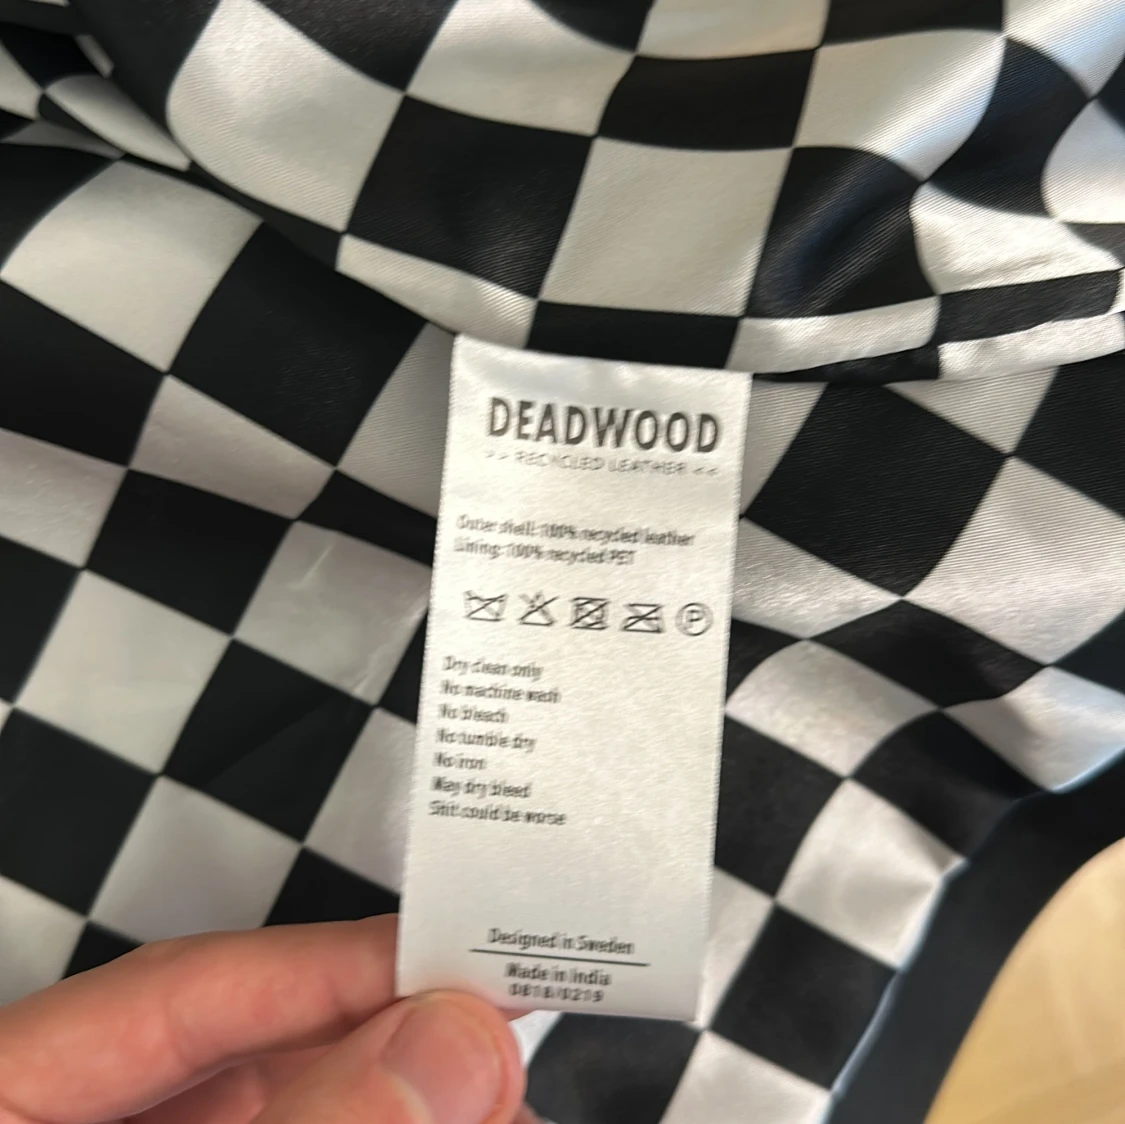 DEADWOOD
>> RECYCLED LEATHER <<
Outer shell: 100% recycled leather
Lining: 100% recycled PET
P
Dry clean only
No machine wash
No bleach
No tumble dry
No iron
May dry bleed
Shit could be worse
Designed in Sweden
Made in India
0818/0219